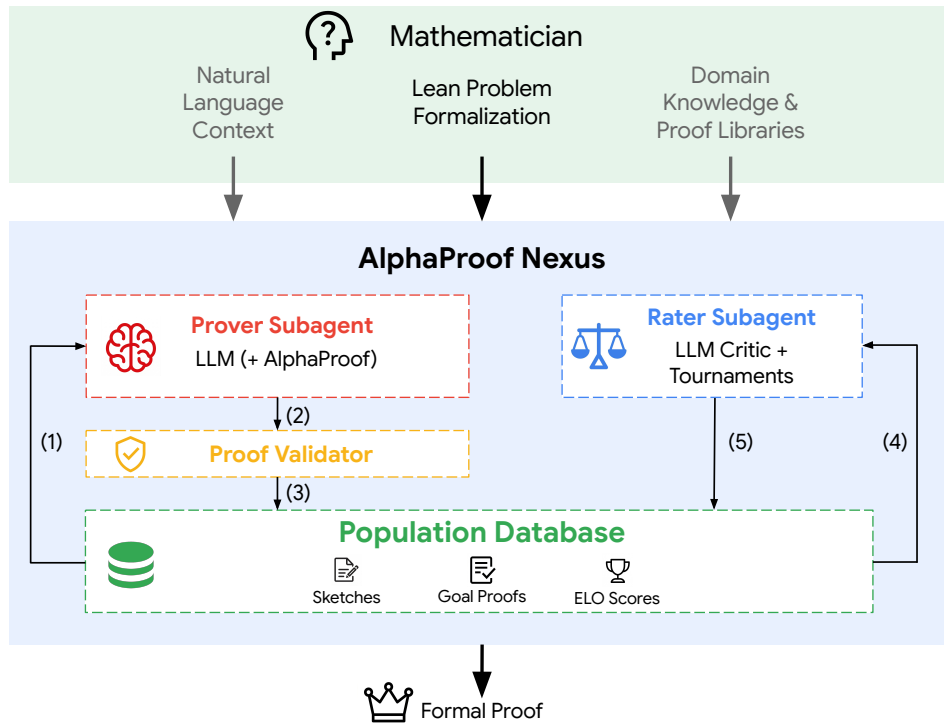 Mathematician
Natural
Language
Context
Lean Problem
Formalization
Domain
Knowledge &
Proof Libraries
AlphaProof Nexus
Prover Subagent
LLM (+ AlphaProof)
Rater Subagent
LLM Critic +
Tournaments
(1)
(2)
(5)
(4)
Proof Validator
(3)
Population Database
Sketches
Goal Proofs
ELO Scores
Formal Proof